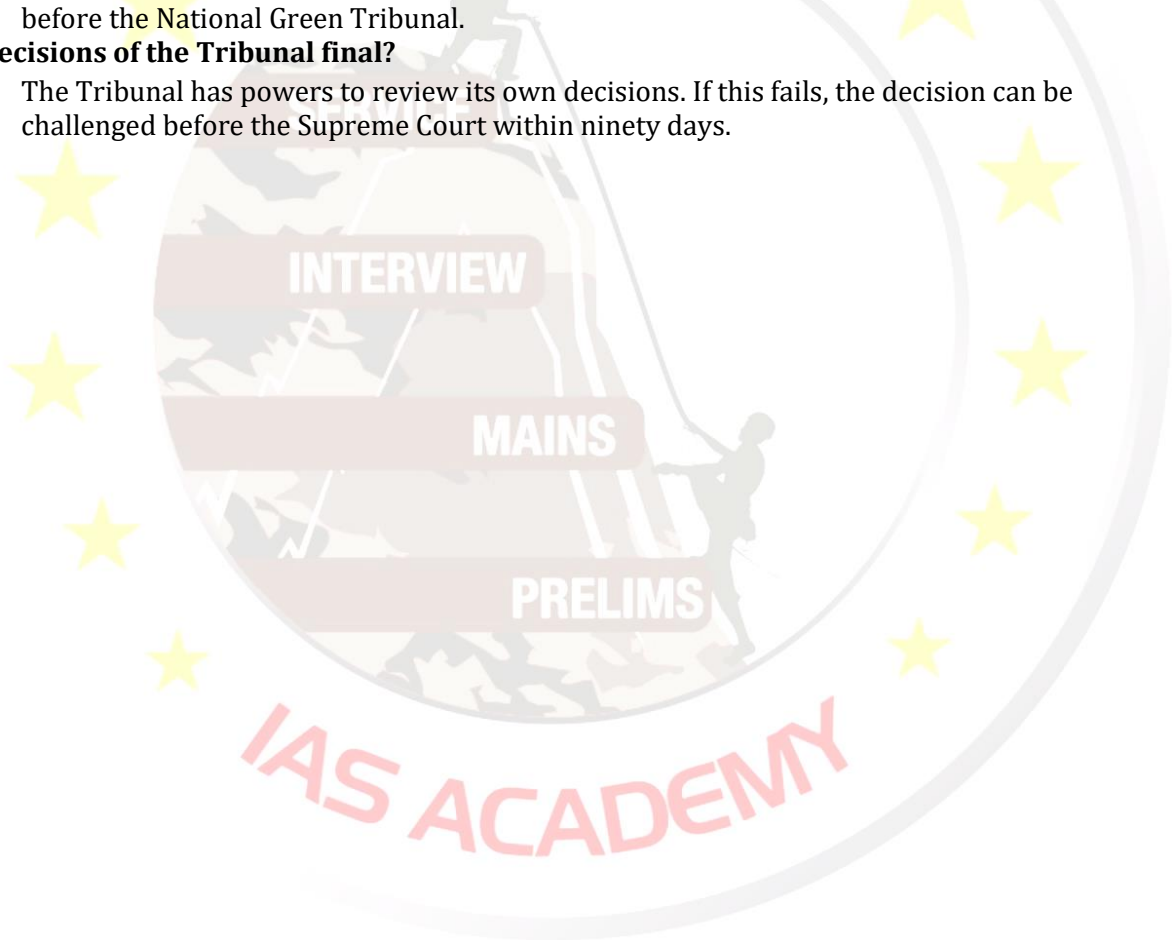 before the National Green Tribunal.
ecisions of the Tribunal final?
The Tribunal has powers to review its own decisions. If this fails, the decision can be
challenged before the Supreme Court within ninety days.
SERVICE
INTERVIEW
MAINS
PRELIMS
IAS ACADEMY